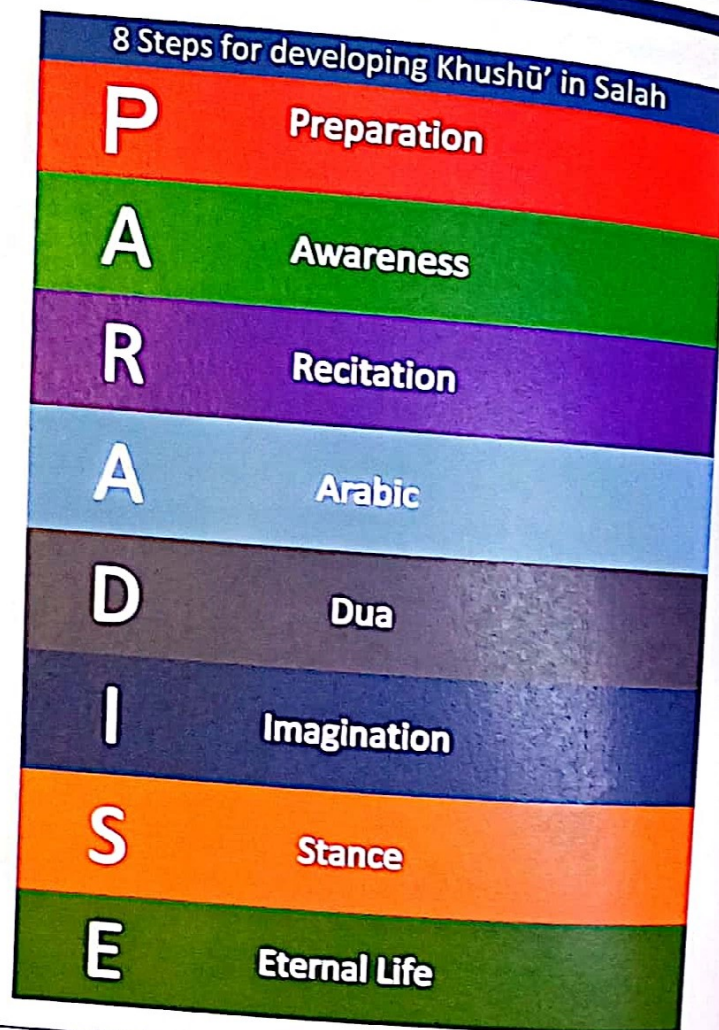 8 Steps for developing Khushū’ in Salah
P Preparation
A Awareness
R Recitation
A Arabic
D Dua
I Imagination
S Stance
E Eternal Life